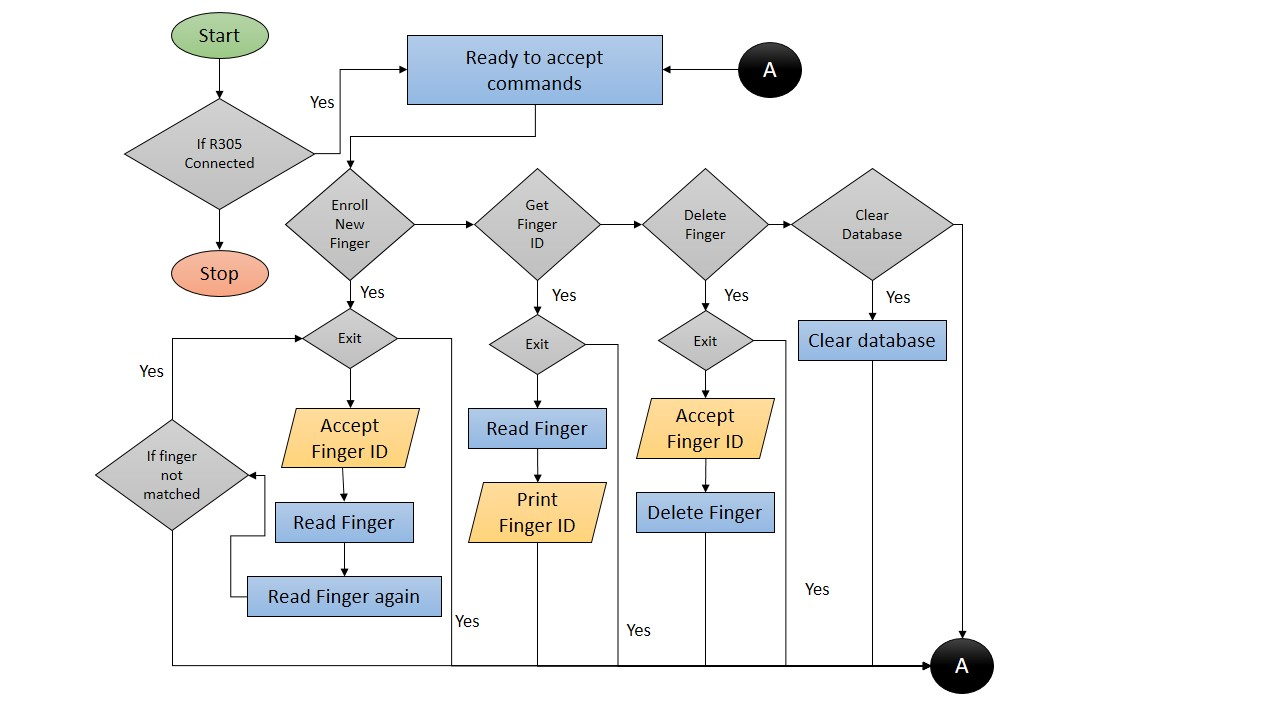 Start
Ready to accept
commands
A
Yes
If R305
Connected
Enroll
New
Finger
Get
Finger
ID
Delete
Finger
Clear
Database
Stop
Yes
Yes
Yes
Yes
Exit
Exit
Exit
Clear database
Yes
Accept
Finger ID
Read Finger
Accept
Finger ID
If finger
not
matched
Read Finger
Print
Finger ID
Delete Finger
Read Finger again
Yes
Yes
Yes
A